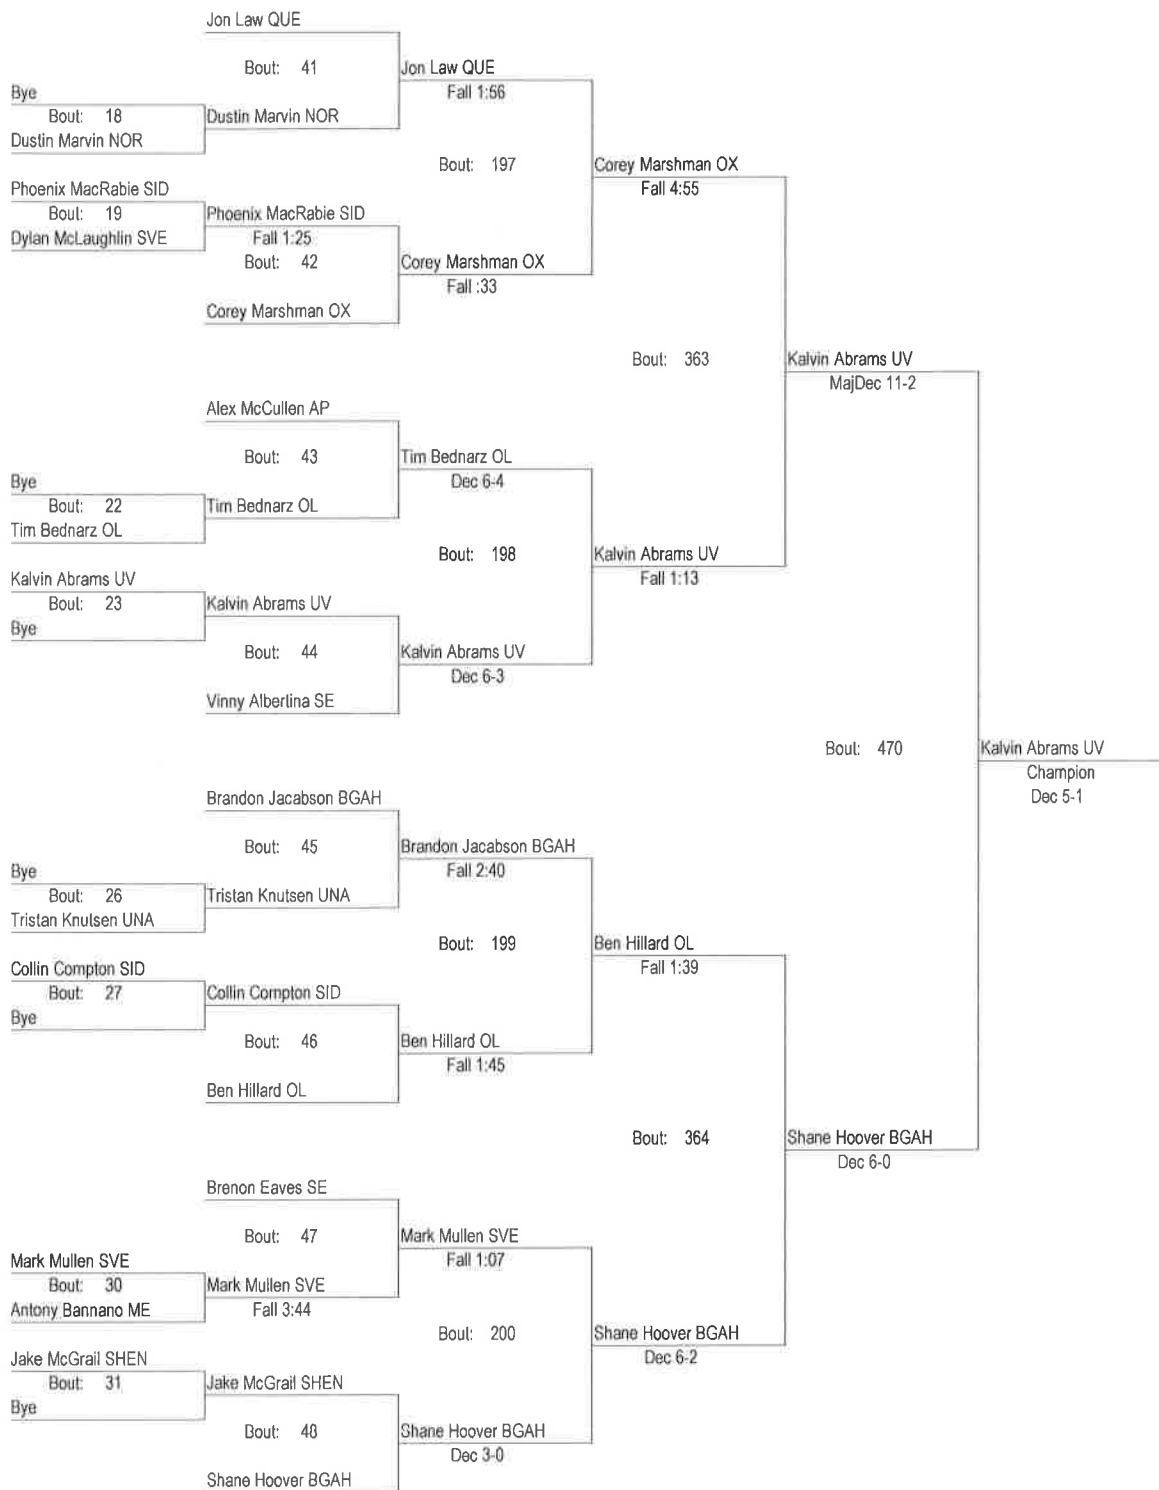 Jon Law QUE
Bout: 41
Jon Law QUE
Fall 1:56
Bye
Bout: 18
Dustin Marvin NOR
Dustin Marvin NOR
Bout: 197
Corey Marshman OX
Fall 4:55
Phoenix MacRabie SID
Bout: 19
Phoenix MacRabie SID
Dylan McLaughlin SVE
Fall 1:25
Bout: 42
Corey Marshman OX
Fall :33
Corey Marshman OX
Bout: 363
Kalvin Abrams UV
MajDec 11-2
Alex McCullen AP
Bout: 43
Tim Bednarz OL
Dec 6-4
Bye
Bout: 22
Tim Bednarz OL
Tim Bednarz OL
Bout: 198
Kalvin Abrams UV
Fall 1:13
Kalvin Abrams UV
Bout: 23
Kalvin Abrams UV
Bye
Bout: 44
Kalvin Abrams UV
Dec 6-3
Vinny Albertina SE
Bout: 470
Kalvin Abrams UV
Champion
Dec 5-1
Brandon Jacabson BGAH
Bout: 45
Brandon Jacabson BGAH
Fall 2:40
Bye
Bout: 26
Tristan Knutsen UNA
Tristan Knutsen UNA
Bout: 199
Ben Hillard OL
Fall 1:39
Collin Compton SID
Bout: 27
Collin Compton SID
Bye
Bout: 46
Ben Hillard OL
Fall 1:45
Ben Hillard OL
Bout: 364
Shane Hoover BGAH
Dec 6-0
Brenon Eaves SE
Bout: 47
Mark Mullen SVE
Fall 1:07
Mark Mullen SVE
Bout: 30
Mark Mullen SVE
Antony Bannano ME
Fall 3:44
Bout: 200
Shane Hoover BGAH
Dec 6-2
Jake McGrail SHEN
Bout: 31
Jake McGrail SHEN
Bye
Bout: 48
Shane Hoover BGAH
Dec 3-0
Shane Hoover BGAH